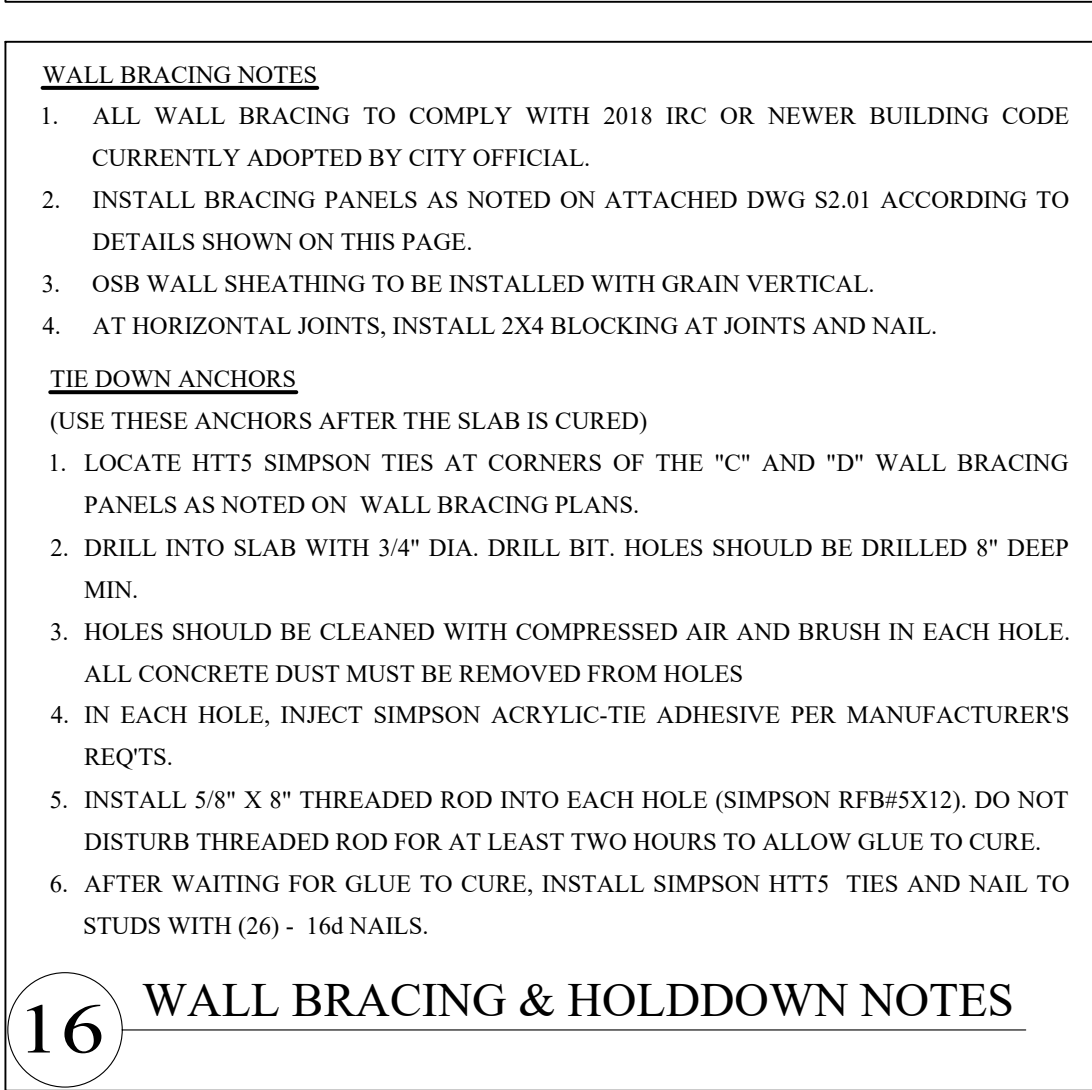 WALL BRACING NOTES
1. ALL WALL BRACING TO COMPLY WITH 2018 IRC OR NEWER BUILDING CODE
CURRENTLY ADOPTED BY CITY OFFICIAL.
2. INSTALL BRACING PANELS AS NOTED ON ATTACHED DWG S2.01 ACCORDING TO
DETAILS SHOWN ON THIS PAGE.
3. OSB WALL SHEATHING TO BE INSTALLED WITH GRAIN VERTICAL.
4. AT HORIZONTAL JOINTS, INSTALL 2X4 BLOCKING AT JOINTS AND NAIL.
TIE DOWN ANCHORS
(USE THESE ANCHORS AFTER THE SLAB IS CURED)
1. LOCATE HTT5 SIMPSON TIES AT CORNERS OF THE "C" AND "D" WALL BRACING
PANELS AS NOTED ON WALL BRACING PLANS.
2. DRILL INTO SLAB WITH 3/4" DIA. DRILL BIT. HOLES SHOULD BE DRILLED 8" DEEP
MIN.
3. HOLES SHOULD BE CLEANED WITH COMPRESSED AIR AND BRUSH IN EACH HOLE.
ALL CONCRETE DUST MUST BE REMOVED FROM HOLES
4. IN EACH HOLE, INJECT SIMPSON ACRYLIC-TIE ADHESIVE PER MANUFACTURER'S
REQ'TS.
5. INSTALL 5/8" X 8" THREADED ROD INTO EACH HOLE (SIMPSON RFB#5X12). DO NOT
DISTURB THREADED ROD FOR AT LEAST TWO HOURS TO ALLOW GLUE TO CURE.
6. AFTER WAITING FOR GLUE TO CURE, INSTALL SIMPSON HTT5 TIES AND NAIL TO
STUDS WITH (26) - 16d NAILS.
16 WALL BRACING & HOLDDOWN NOTES